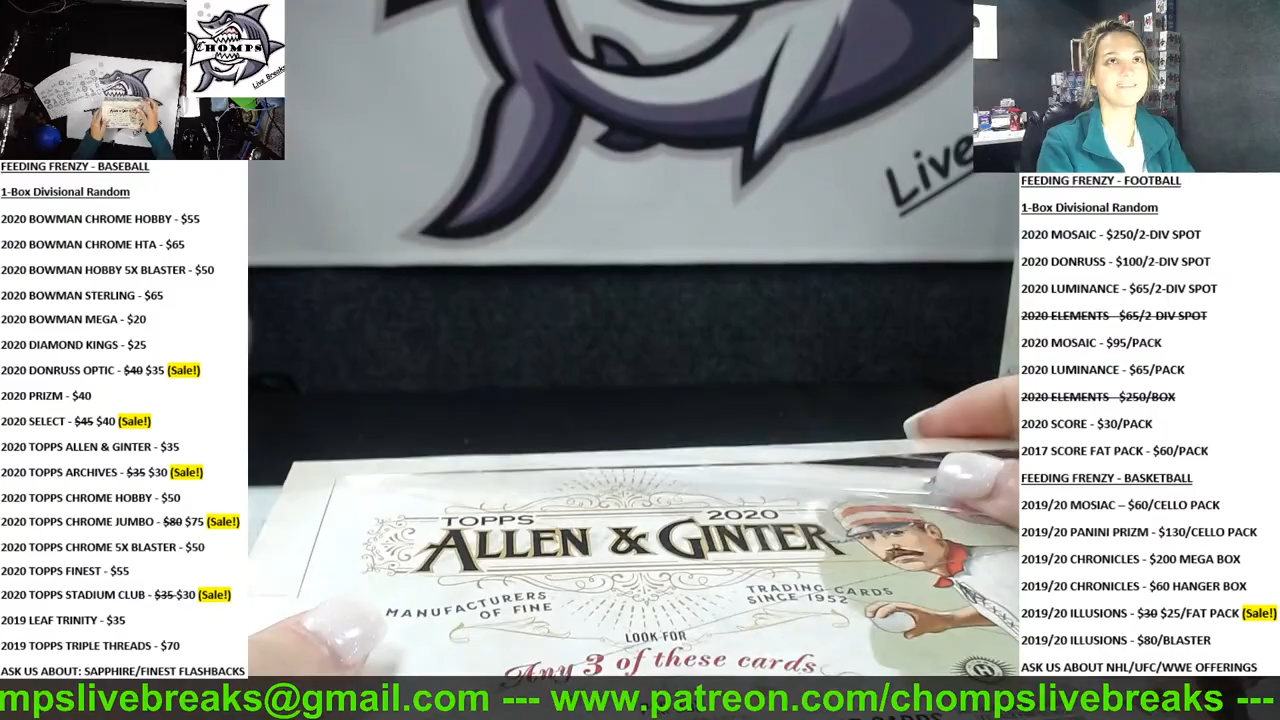 CHOMPS
Live Breaks
FEEDING FRENZY - BASEBALL
1-Box Divisional Random
2020 BOWMAN CHROME HOBBY - $55
2020 BOWMAN CHROME HTA - $65
2020 BOWMAN HOBBY 5X BLASTER - $50
2020 BOWMAN STERLING - $65
2020 BOWMAN MEGA - $20
2020 DIAMOND KINGS - $25
2020 DONRUSS OPTIC - $40 $35 (Sale!)
2020 PRIZM - $40
2020 SELECT - $45 $40 (Sale!)
2020 TOPPS ALLEN & GINTER - $35
2020 TOPPS ARCHIVES - $35 $30 (Sale!)
2020 TOPPS CHROME HOBBY - $50
2020 TOPPS CHROME JUMBO - $80 $75 (Sale!)
2020 TOPPS CHROME 5X BLASTER - $50
2020 TOPPS FINEST - $55
2020 TOPPS STADIUM CLUB - $35 $30 (Sale!)
2019 LEAF TRINITY - $35
2019 TOPPS TRIPLE THREADS - $70
ASK US ABOUT: SAPPHIRE/FINEST FLASHBACKS
Live
TOPPS 2020
ALLEN & GINTER
MANUFACTURERS OF FINE
TRADING CARDS SINCE 1952
LOOK FOR
Any 3 of these cards
FEEDING FRENZY - FOOTBALL
1-Box Divisional Random
2020 MOSAIC - $250/2-DIV SPOT
2020 DONRUSS - $100/2-DIV SPOT
2020 LUMINANCE - $65/2-DIV SPOT
2020 ELEMENTS - $65/2-DIV SPOT
2020 MOSAIC - $95/PACK
2020 LUMINANCE - $65/PACK
2020 ELEMENTS - $250/BOX
2020 SCORE - $30/PACK
2017 SCORE FAT PACK - $60/PACK
FEEDING FRENZY - BASKETBALL
2019/20 MOSIAC – $60/CELLO PACK
2019/20 PANINI PRIZM - $130/CELLO PACK
2019/20 CHRONICLES - $200 MEGA BOX
2019/20 CHRONICLES - $60 HANGER BOX
2019/20 ILLUSIONS - $30 $25/FAT PACK (Sale!)
2019/20 ILLUSIONS - $80/BLASTER
ASK US ABOUT NHL/UFC/WWE OFFERINGS
mpslivebreaks@gmail.com --- www.patreon.com/chompslivebreaks ---